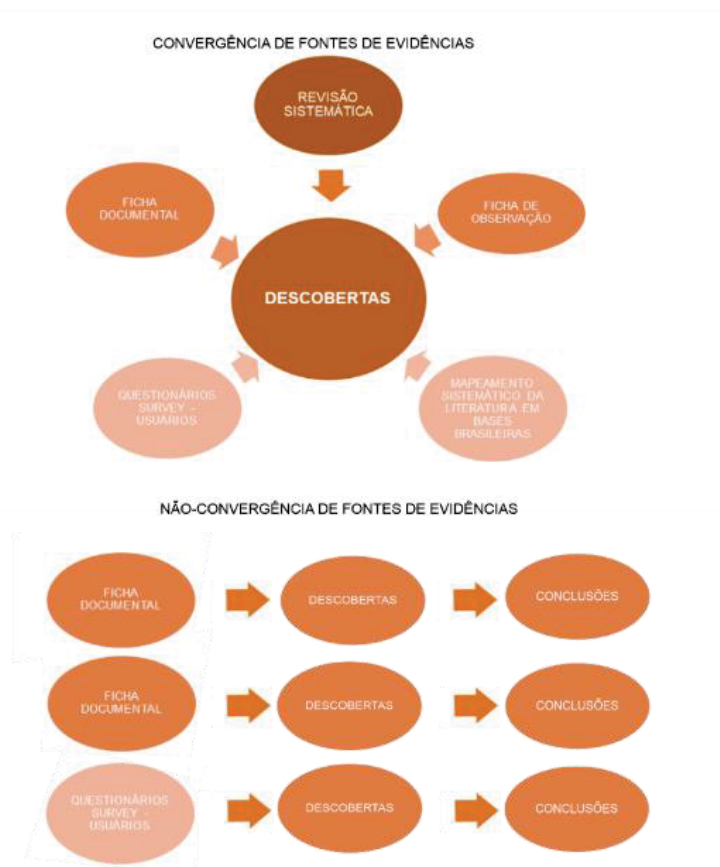 CONVERGÊNCIA DE FONTES DE EVIDÊNCIAS
REVISÃO
SISTEMÁTICA
FICHA
DOCUMENTAL
FICHA DE
OBSERVAÇÃO
DESCOBERTAS
QUESTIONÁRIOS
SURVEY -
USUÁRIOS
MAPEAMENTO
SISTEMÁTICO DA
LITERATURA EM
BASES
BRASILEIRAS
NÃO-CONVERGÊNCIA DE FONTES DE EVIDÊNCIAS
FICHA
DOCUMENTAL
DESCOBERTAS
CONCLUSÕES
FICHA
DOCUMENTAL
DESCOBERTAS
CONCLUSÕES
QUESTIONÁRIOS
SURVEY -
USUÁRIOS
DESCOBERTAS
CONCLUSÕES